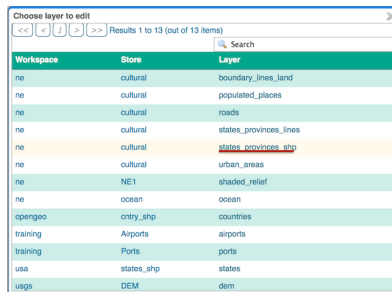 Choose layer to edit
<< < 1 > >> Results 1 to 13 (out of 13 items)
Search
Workspace Store Layer
ne cultural boundary_lines_land
ne cultural populated_places
ne cultural roads
ne cultural states_provinces_lines
ne cultural states_provinces_shp
ne cultural urban_areas
ne NE1 shaded_relief
ne ocean ocean
opengeo cntry_shp countries
training Airports airports
training Ports ports
usa states_shp states
usgs DEM dem